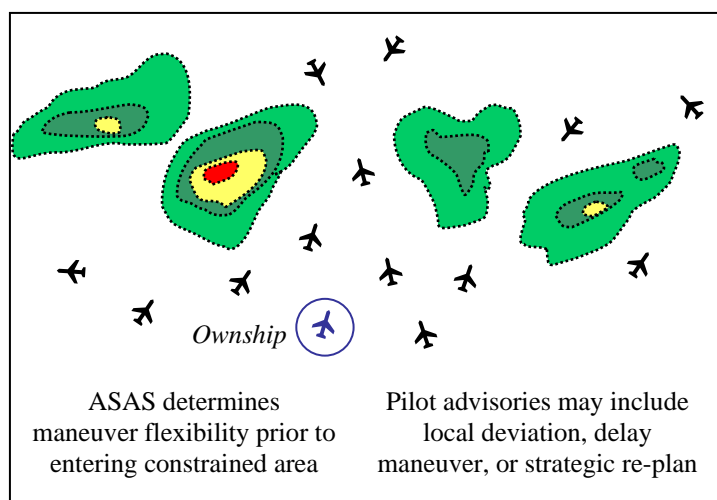 Ownship
ASAS determines
maneuver flexibility prior to
entering constrained area
Pilot advisories may include
local deviation, delay
maneuver, or strategic re-plan